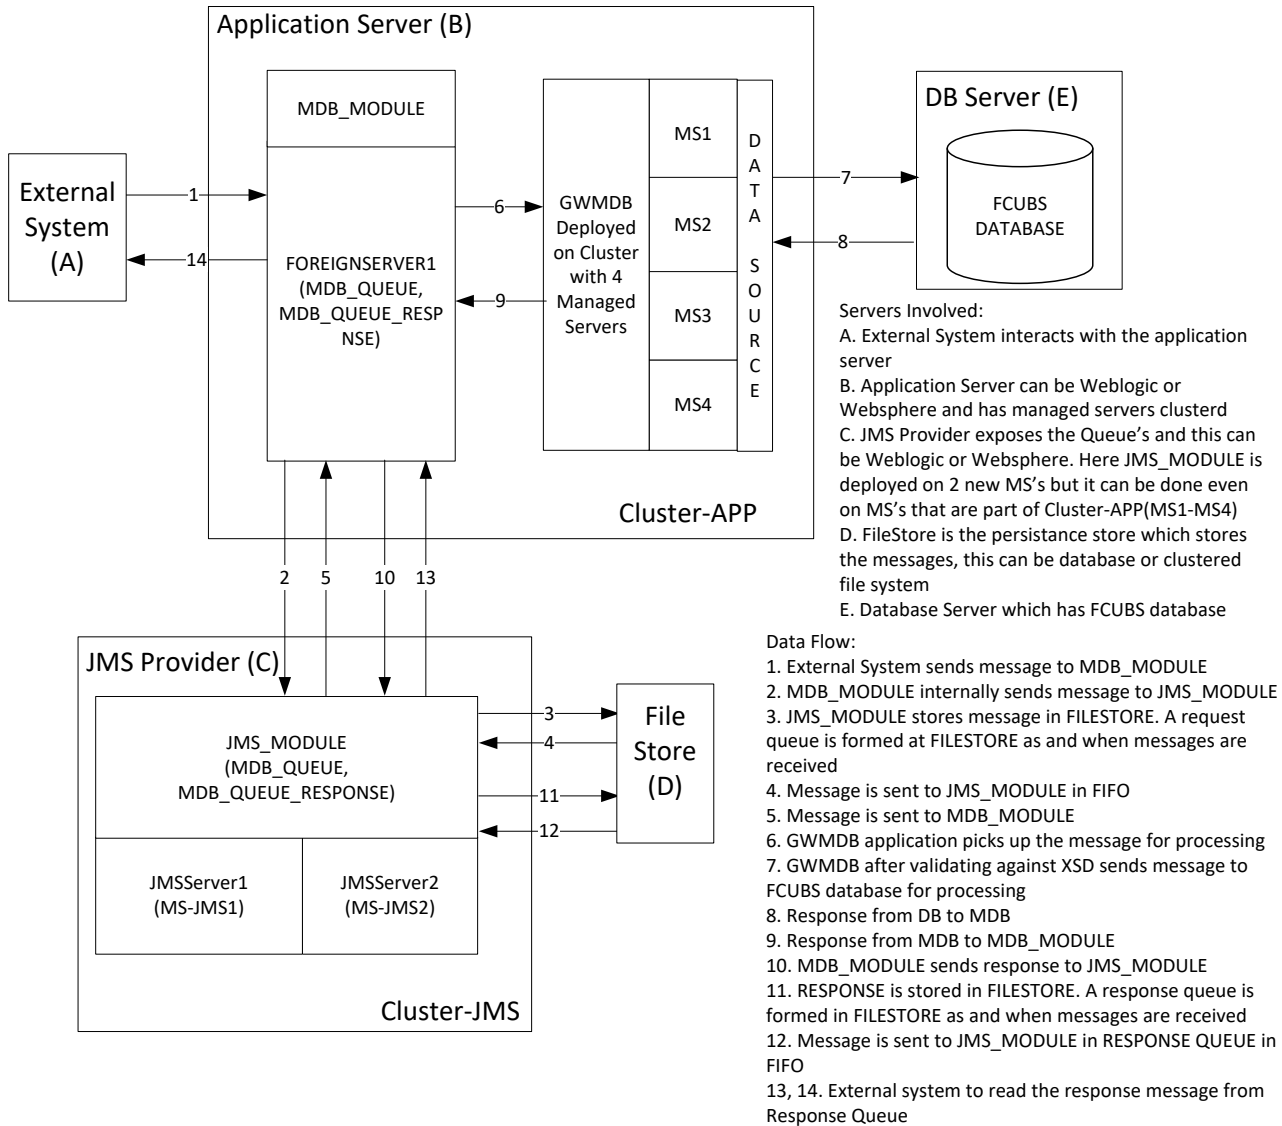 Application Server (B)
MDB_MODULE
FOREIGNSERVER1
(MDB_QUEUE,
MDB_QUEUE_RESP
NSE)
External
System
(A)
1
14
6
9
GWMDB
Deployed
on Cluster
with 4
Managed
Servers
MS1
MS2
MS3
MS4
D
A
T
A
S
O
U
R
C
E
7
8
DB Server (E)
FCUBS
DATABASE
Cluster-APP
Servers Involved:
A. External System interacts with the application
server
B. Application Server can be Weblogic or
Websphere and has managed servers clusterd
C. JMS Provider exposes the Queue’s and this can
be Weblogic or Websphere. Here JMS_MODULE is
deployed on 2 new MS’s but it can be done even
on MS’s that are part of Cluster-APP(MS1-MS4)
D. FileStore is the persistance store which stores
the messages, this can be database or clustered
file system
E. Database Server which has FCUBS database
2
5
10
13
JMS Provider (C)
JMS_MODULE
(MDB_QUEUE,
MDB_QUEUE_RESPONSE)
JMSServer1
(MS-JMS1)
JMSServer2
(MS-JMS2)
Cluster-JMS
3
4
11
12
File
Store
(D)
Data Flow:
1. External System sends message to MDB_MODULE
2. MDB_MODULE internally sends message to JMS_MODULE
3. JMS_MODULE stores message in FILESTORE. A request
queue is formed at FILESTORE as and when messages are
received
4. Message is sent to JMS_MODULE in FIFO
5. Message is sent to MDB_MODULE
6. GWMDB application picks up the message for processing
7. GWMDB after validating against XSD sends message to
FCUBS database for processing
8. Response from DB to MDB
9. Response from MDB to MDB_MODULE
10. MDB_MODULE sends response to JMS_MODULE
11. RESPONSE is stored in FILESTORE. A response queue is
formed in FILESTORE as and when messages are received
12. Message is sent to JMS_MODULE in RESPONSE QUEUE in
FIFO
13, 14. External system to read the response message from
Response Queue